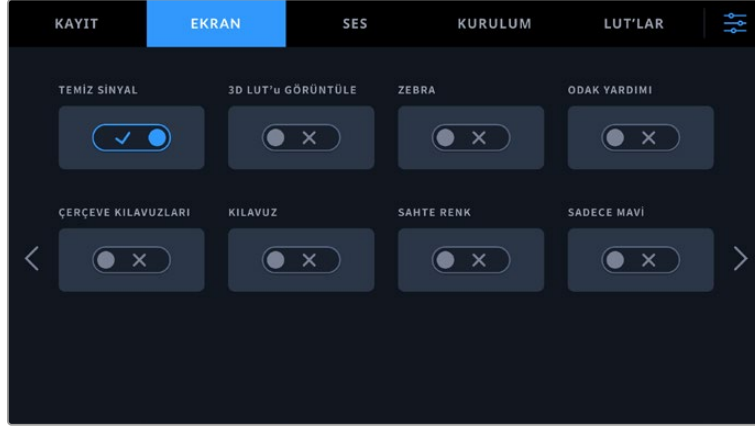 KAYIT EKRAN SES KURULUM LUT'LAR
TEMİZ SİNYAL 3D LUT'u GÖRÜNTÜLE ZEBRA ODAK YARDIMI
ÇERÇEVE KILAVUZLARI KILAVUZ SAHTE RENK SADECE MAVİ